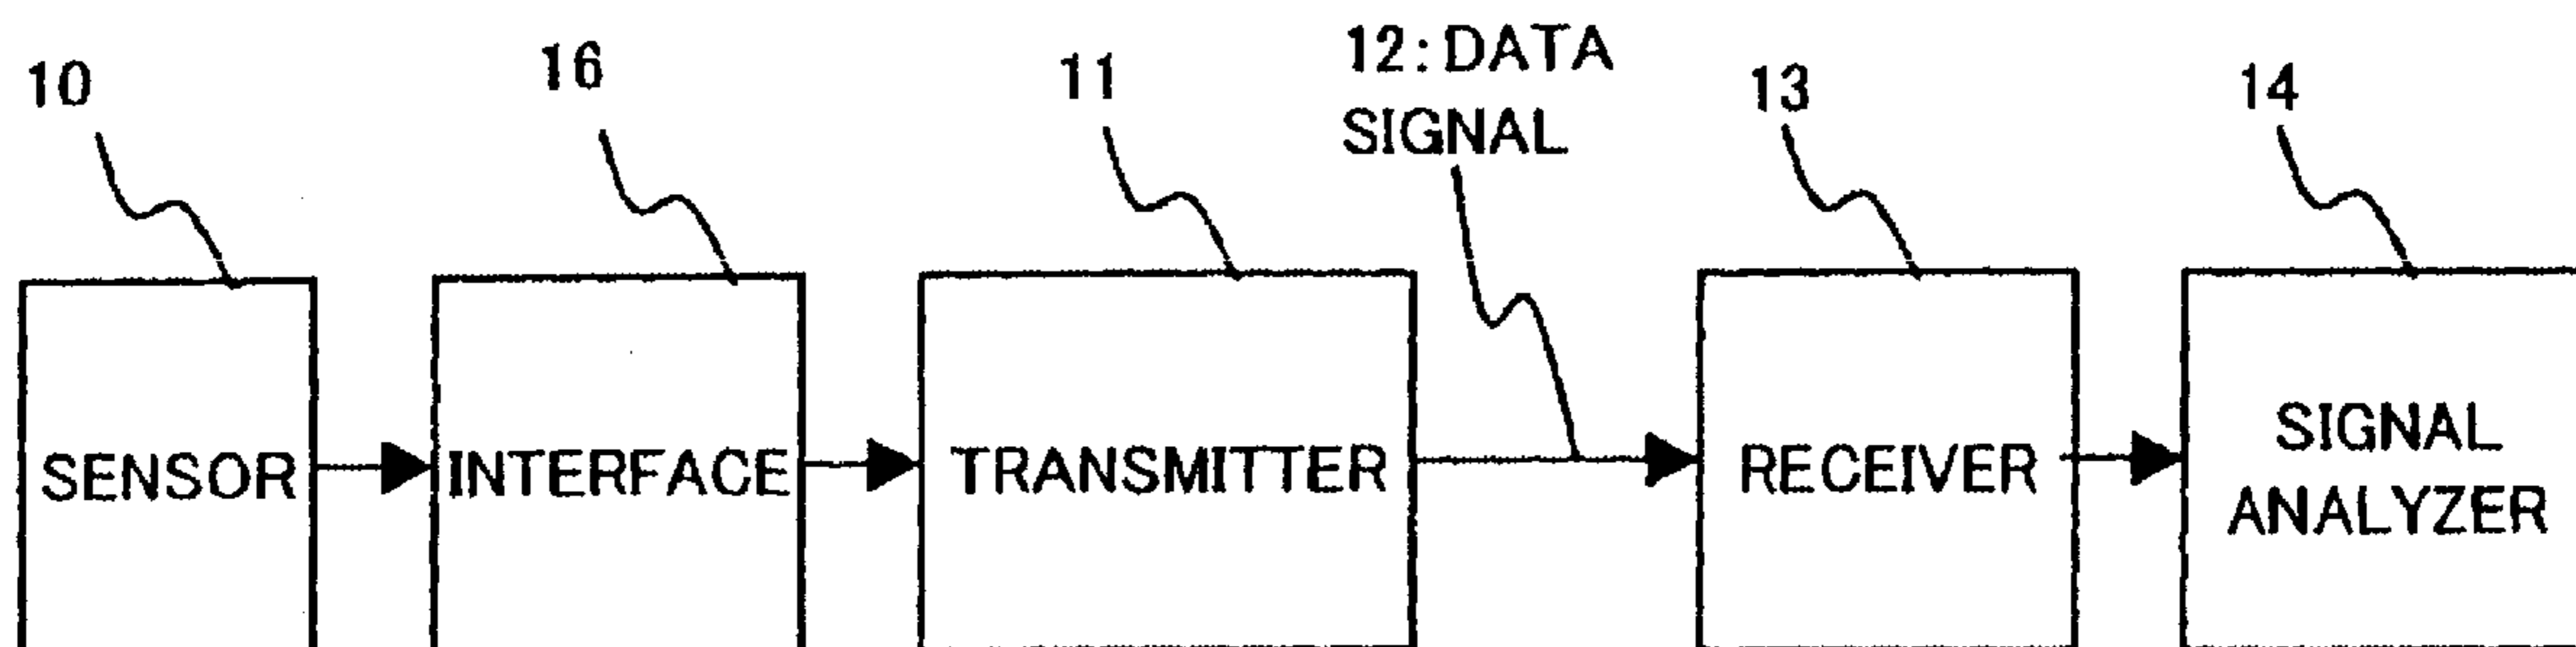 10
16
11
12:DATA
SIGNAL
13
14
SENSOR
INTERFACE
TRANSMITTER
RECEIVER
SIGNAL
ANALYZER